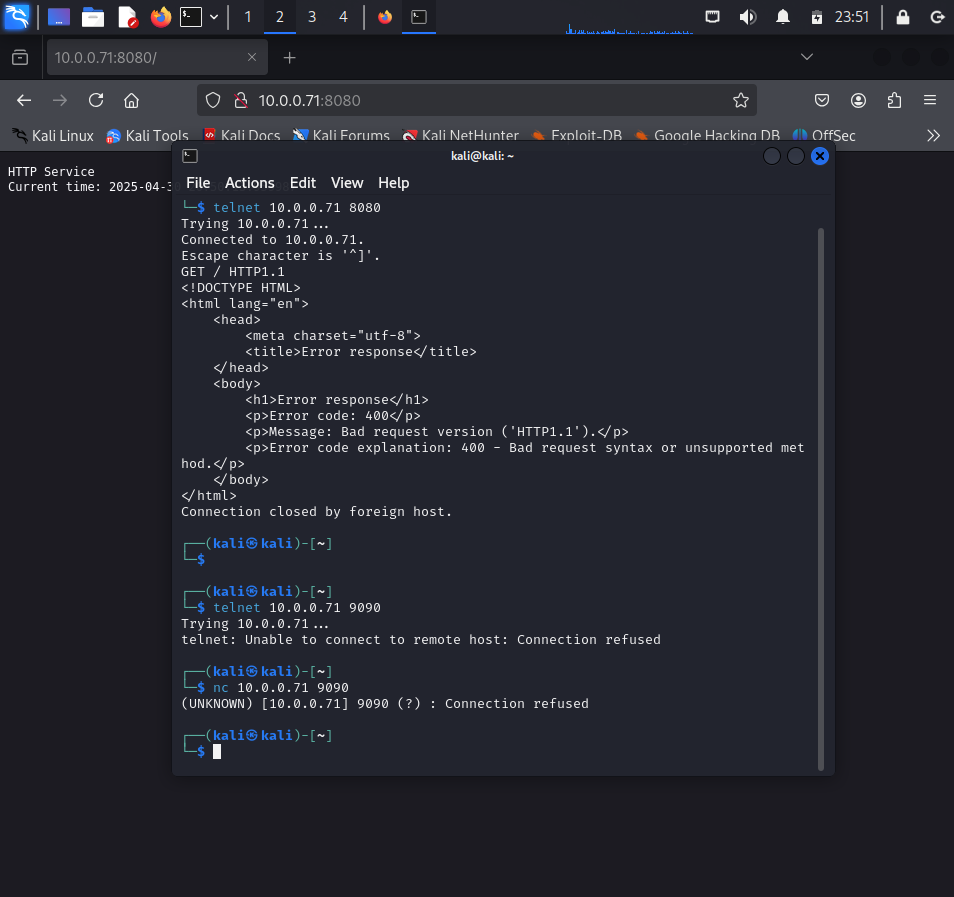 1 2 3 4 23:51
10.0.0.71:8080/
10.0.0.71:8080
Kali Linux Kali Tools Kali Docs Kali Forums Kali NetHunter Exploit-DB Google Hacking DB OffSec
HTTP Service
Current time: 2025-04-30
kali@kali: ~
File Actions Edit View Help
└─$ telnet 10.0.0.71 8080
Trying 10.0.0.71...
Connected to 10.0.0.71.
Escape character is '^]'.
GET / HTTP1.1
<!DOCTYPE HTML>
<html lang="en">
    <head>
        <meta charset="utf-8">
        <title>Error response</title>
    </head>
    <body>
        <h1>Error response</h1>
        <p>Error code: 400</p>
        <p>Message: Bad request version ('HTTP1.1').</p>
        <p>Error code explanation: 400 - Bad request syntax or unsupported met
hod.</p>
    </body>
</html>
Connection closed by foreign host.
┌──(kali㉿kali)-[~]
└─$
┌──(kali㉿kali)-[~]
└─$ telnet 10.0.0.71 9090
Trying 10.0.0.71...
telnet: Unable to connect to remote host: Connection refused
┌──(kali㉿kali)-[~]
└─$ nc 10.0.0.71 9090
(UNKNOWN) [10.0.0.71] 9090 (?) : Connection refused
┌──(kali㉿kali)-[~]
└─$